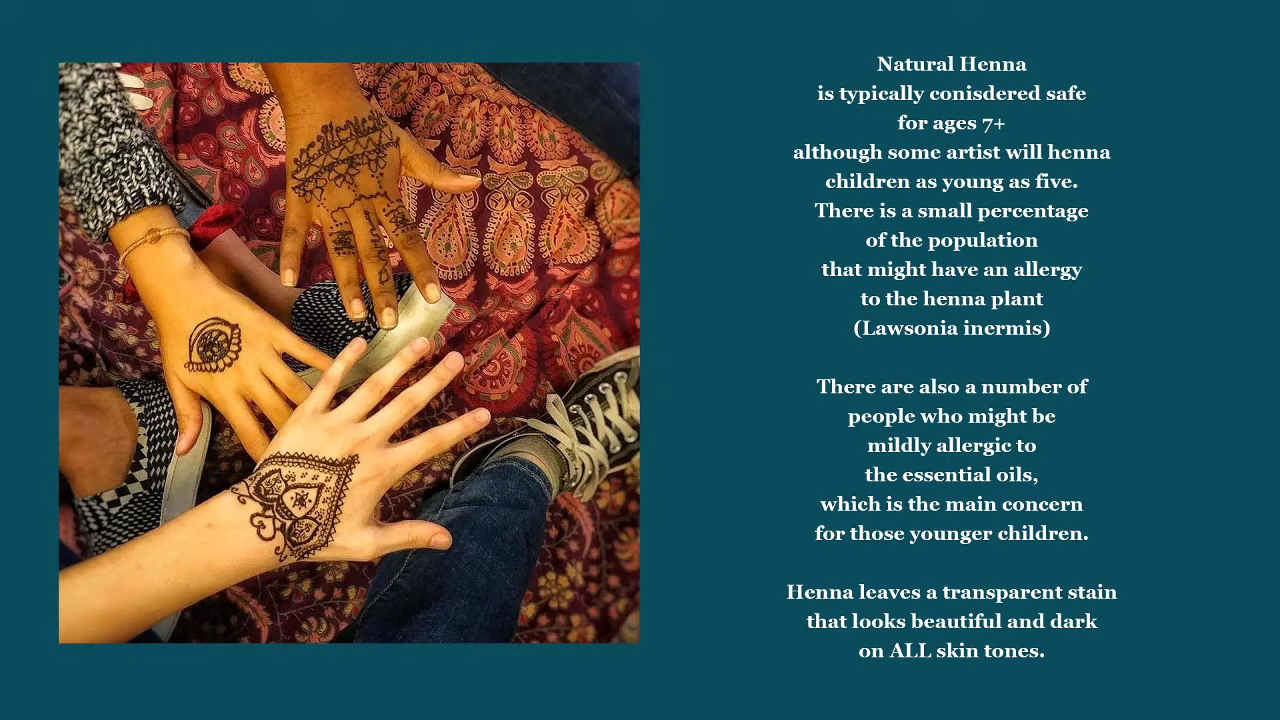 Natural Henna
is typically conisdered safe
for ages 7+
although some artist will henna
children as young as five.
There is a small percentage
of the population
that might have an allergy
to the henna plant
(Lawsonia inermis)
There are also a number of
people who might be
mildly allergic to
the essential oils,
which is the main concern
for those younger children.
Henna leaves a transparent stain
that looks beautiful and dark
on ALL skin tones.